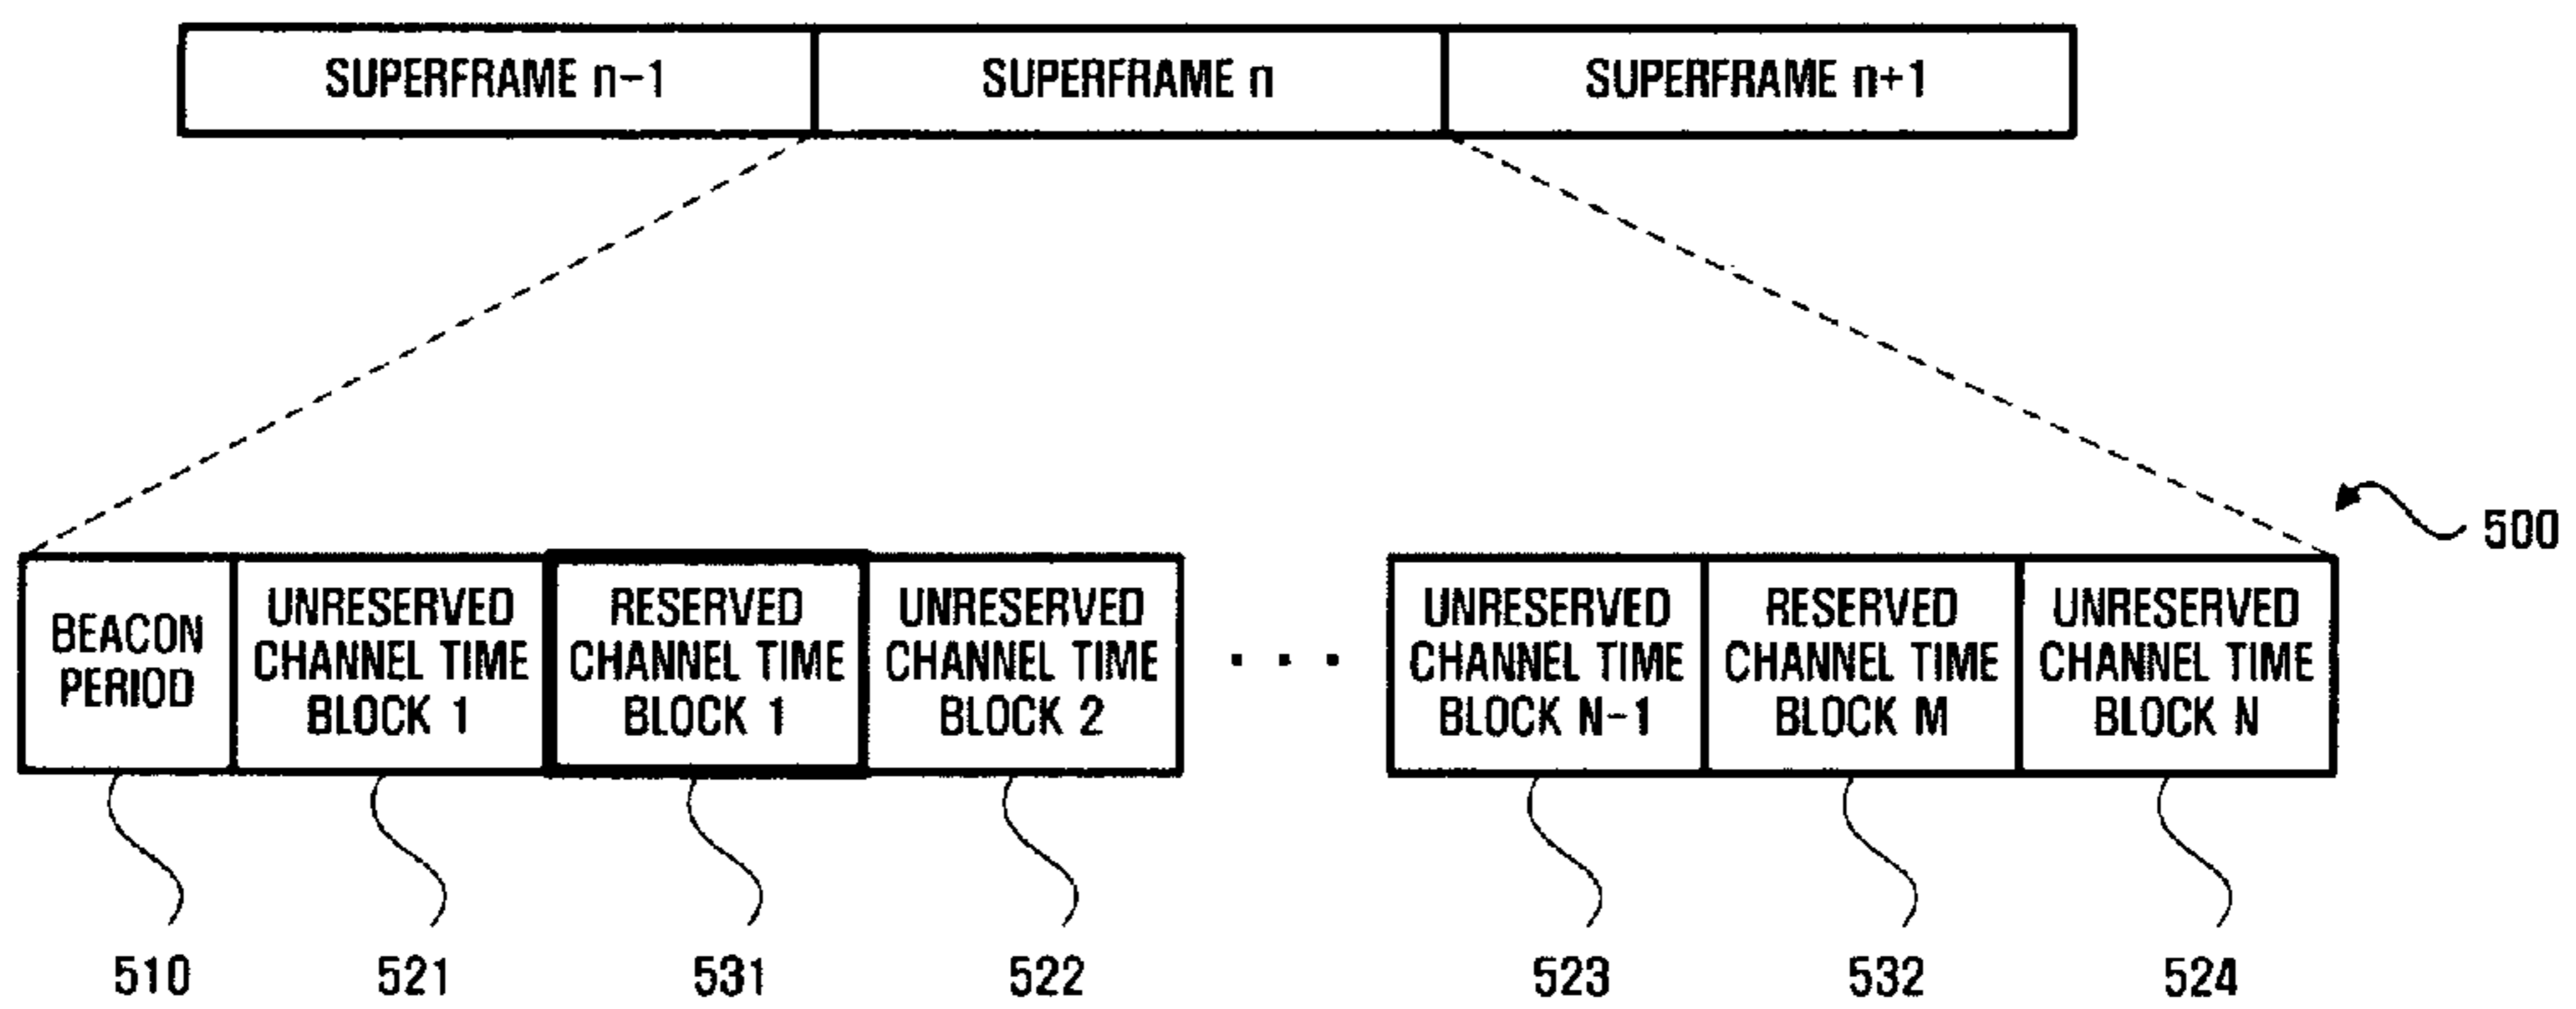 SUPERFRAME n-1 SUPERFRAME n SUPERFRAME n+1
500
BEACON
PERIOD
UNRESERVED
CHANNEL TIME
BLOCK 1
RESERVED
CHANNEL TIME
BLOCK 1
UNRESERVED
CHANNEL TIME
BLOCK 2
. . .
UNRESERVED
CHANNEL TIME
BLOCK N-1
RESERVED
CHANNEL TIME
BLOCK M
UNRESERVED
CHANNEL TIME
BLOCK N
510 521 531 522 523 532 524